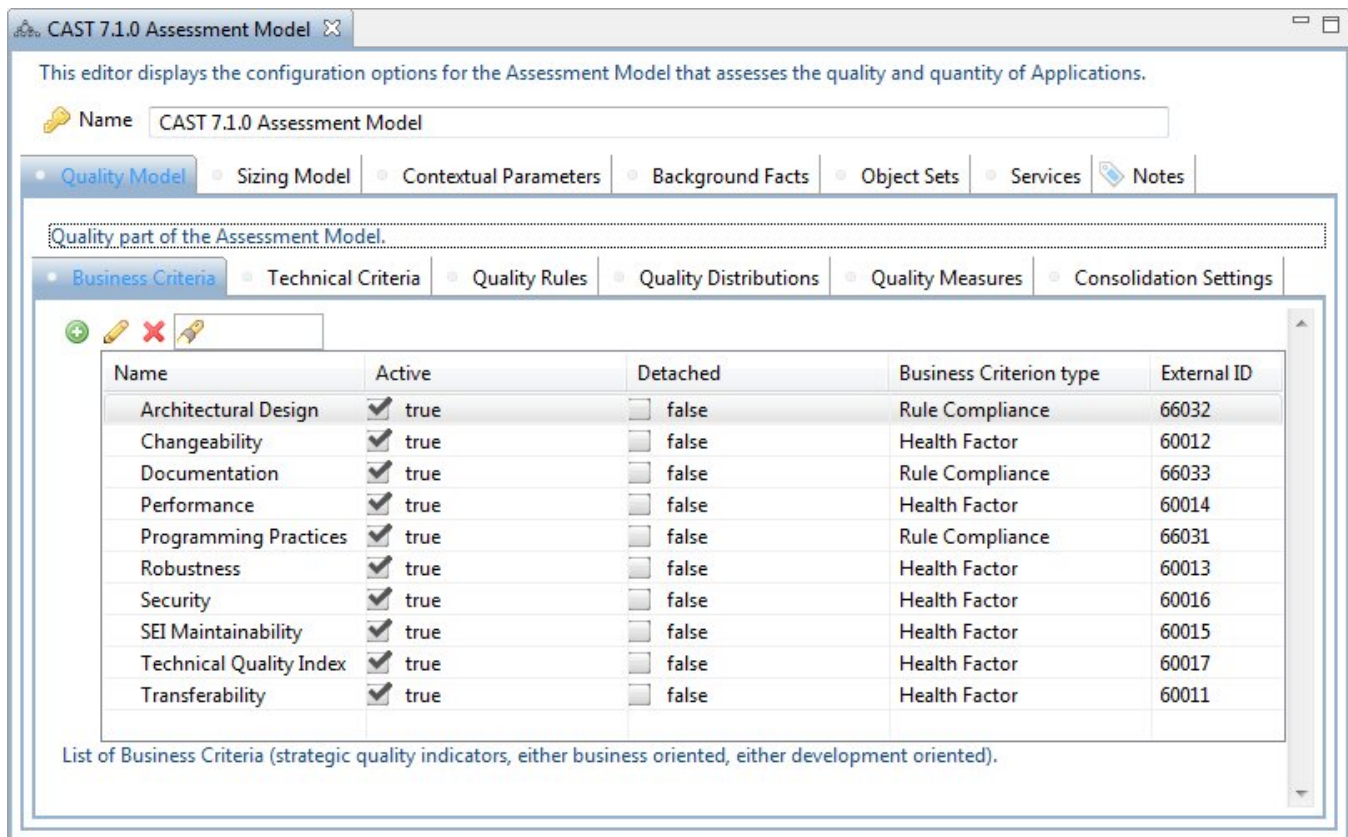 CAST 7.1.0 Assessment Model
This editor displays the configuration options for the Assessment Model that assesses the quality and quantity of Applications.
Name CAST 7.1.0 Assessment Model
Quality Model Sizing Model Contextual Parameters Background Facts Object Sets Services Notes
Quality part of the Assessment Model.
Business Criteria Technical Criteria Quality Rules Quality Distributions Quality Measures Consolidation Settings
Name Active Detached Business Criterion type External ID
Architectural Design true false Rule Compliance 66032
Changeability true false Health Factor 60012
Documentation true false Rule Compliance 66033
Performance true false Health Factor 60014
Programming Practices true false Rule Compliance 66031
Robustness true false Health Factor 60013
Security true false Health Factor 60016
SEI Maintainability true false Health Factor 60015
Technical Quality Index true false Health Factor 60017
Transferability true false Health Factor 60011
List of Business Criteria (strategic quality indicators, either business oriented, either development oriented).